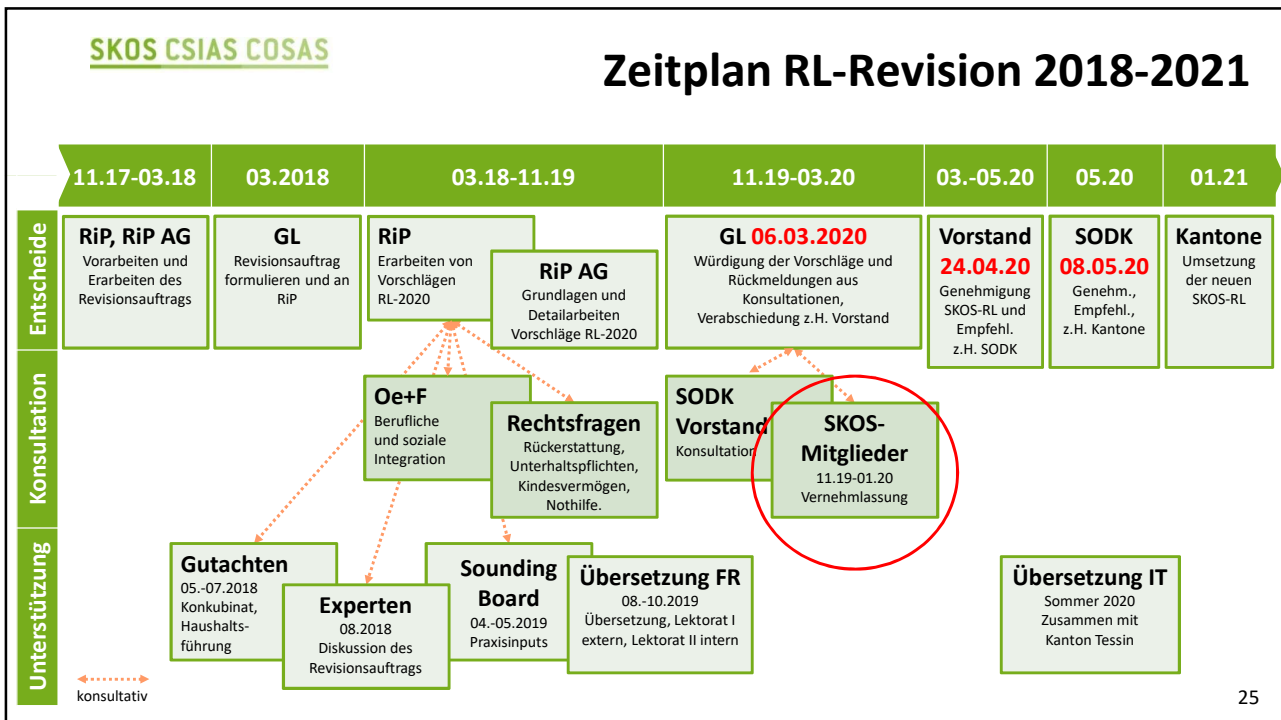 SKOS CSIAS COSAS
Zeitplan RL-Revision 2018-2021
11.17-03.18
03.2018
03.18-11.19
11.19-03.20
03.-05.20
05.20
01.21
Entscheide
RiP, RiP AG
Vorarbeiten und
Erarbeiten des
Revisionsauftrags
GL
Revisionsauftrag
formulieren und an
RiP
RiP
Erarbeiten von
Vorschlägen
RL-2020
RiP AG
Grundlagen und
Detailarbeiten
Vorschläge RL-2020
GL 06.03.2020
Würdigung der Vorschläge und
Rückmeldungen aus
Konsultationen,
Verabschiedung z.H. Vorstand
Vorstand
24.04.20
Genehmigung
SKOS-RL und
Empfehl.
z.H. SODK
SODK
08.05.20
Genehm.,
Empfehl.,
z.H. Kantone
Kantone
Umsetzung
der neuen
SKOS-RL
Konsultation
Oe+F
Berufliche
und soziale
Integration
Rechtsfragen
Rückerstattung,
Unterhaltspflichten,
Kindesvermögen,
Nothilfe.
SODK
Vorstand
Konsultation
SKOS-
Mitglieder
11.19-01.20
Vernehmlassung
Unterstützung
Gutachten
05.-07.2018
Konkubinat,
Haushalts-
führung
Experten
08.2018
Diskussion des
Revisionsauftrags
Sounding
Board
04.-05.2019
Praxisinputs
Übersetzung FR
08.-10.2019
Übersetzung, Lektorat I
extern, Lektorat II intern
Übersetzung IT
Sommer 2020
Zusammen mit
Kanton Tessin
konsultativ
25